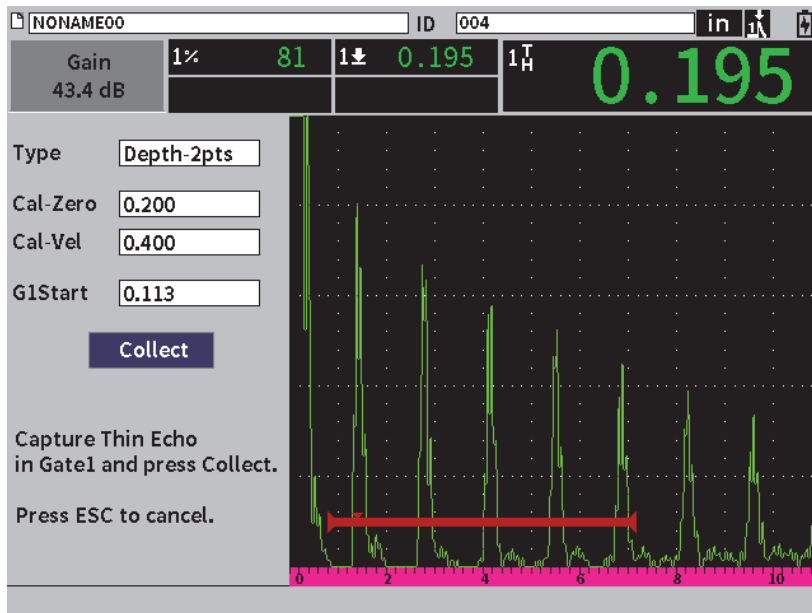 NONAME00 ID 004 in
Gain 43.4 dB
1% 81
1 0.195
1 T H 0.195
Type Depth-2pts
Cal-Zero 0.200
Cal-Vel 0.400
G1Start 0.113
Collect
Capture Thin Echo
in Gate1 and press Collect.
Press ESC to cancel.
0 2 4 6 8 10